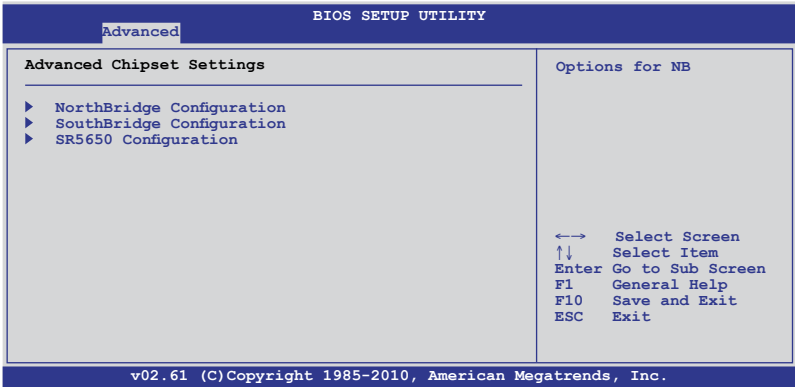 BIOS SETUP UTILITY
Advanced
Advanced Chipset Settings
NorthBridge Configuration
SouthBridge Configuration
SR5650 Configuration
Options for NB
←→ Select Screen
↑↓ Select Item
Enter Go to Sub Screen
F1 General Help
F10 Save and Exit
ESC Exit
v02.61 (C)Copyright 1985-2010, American Megatrends, Inc.